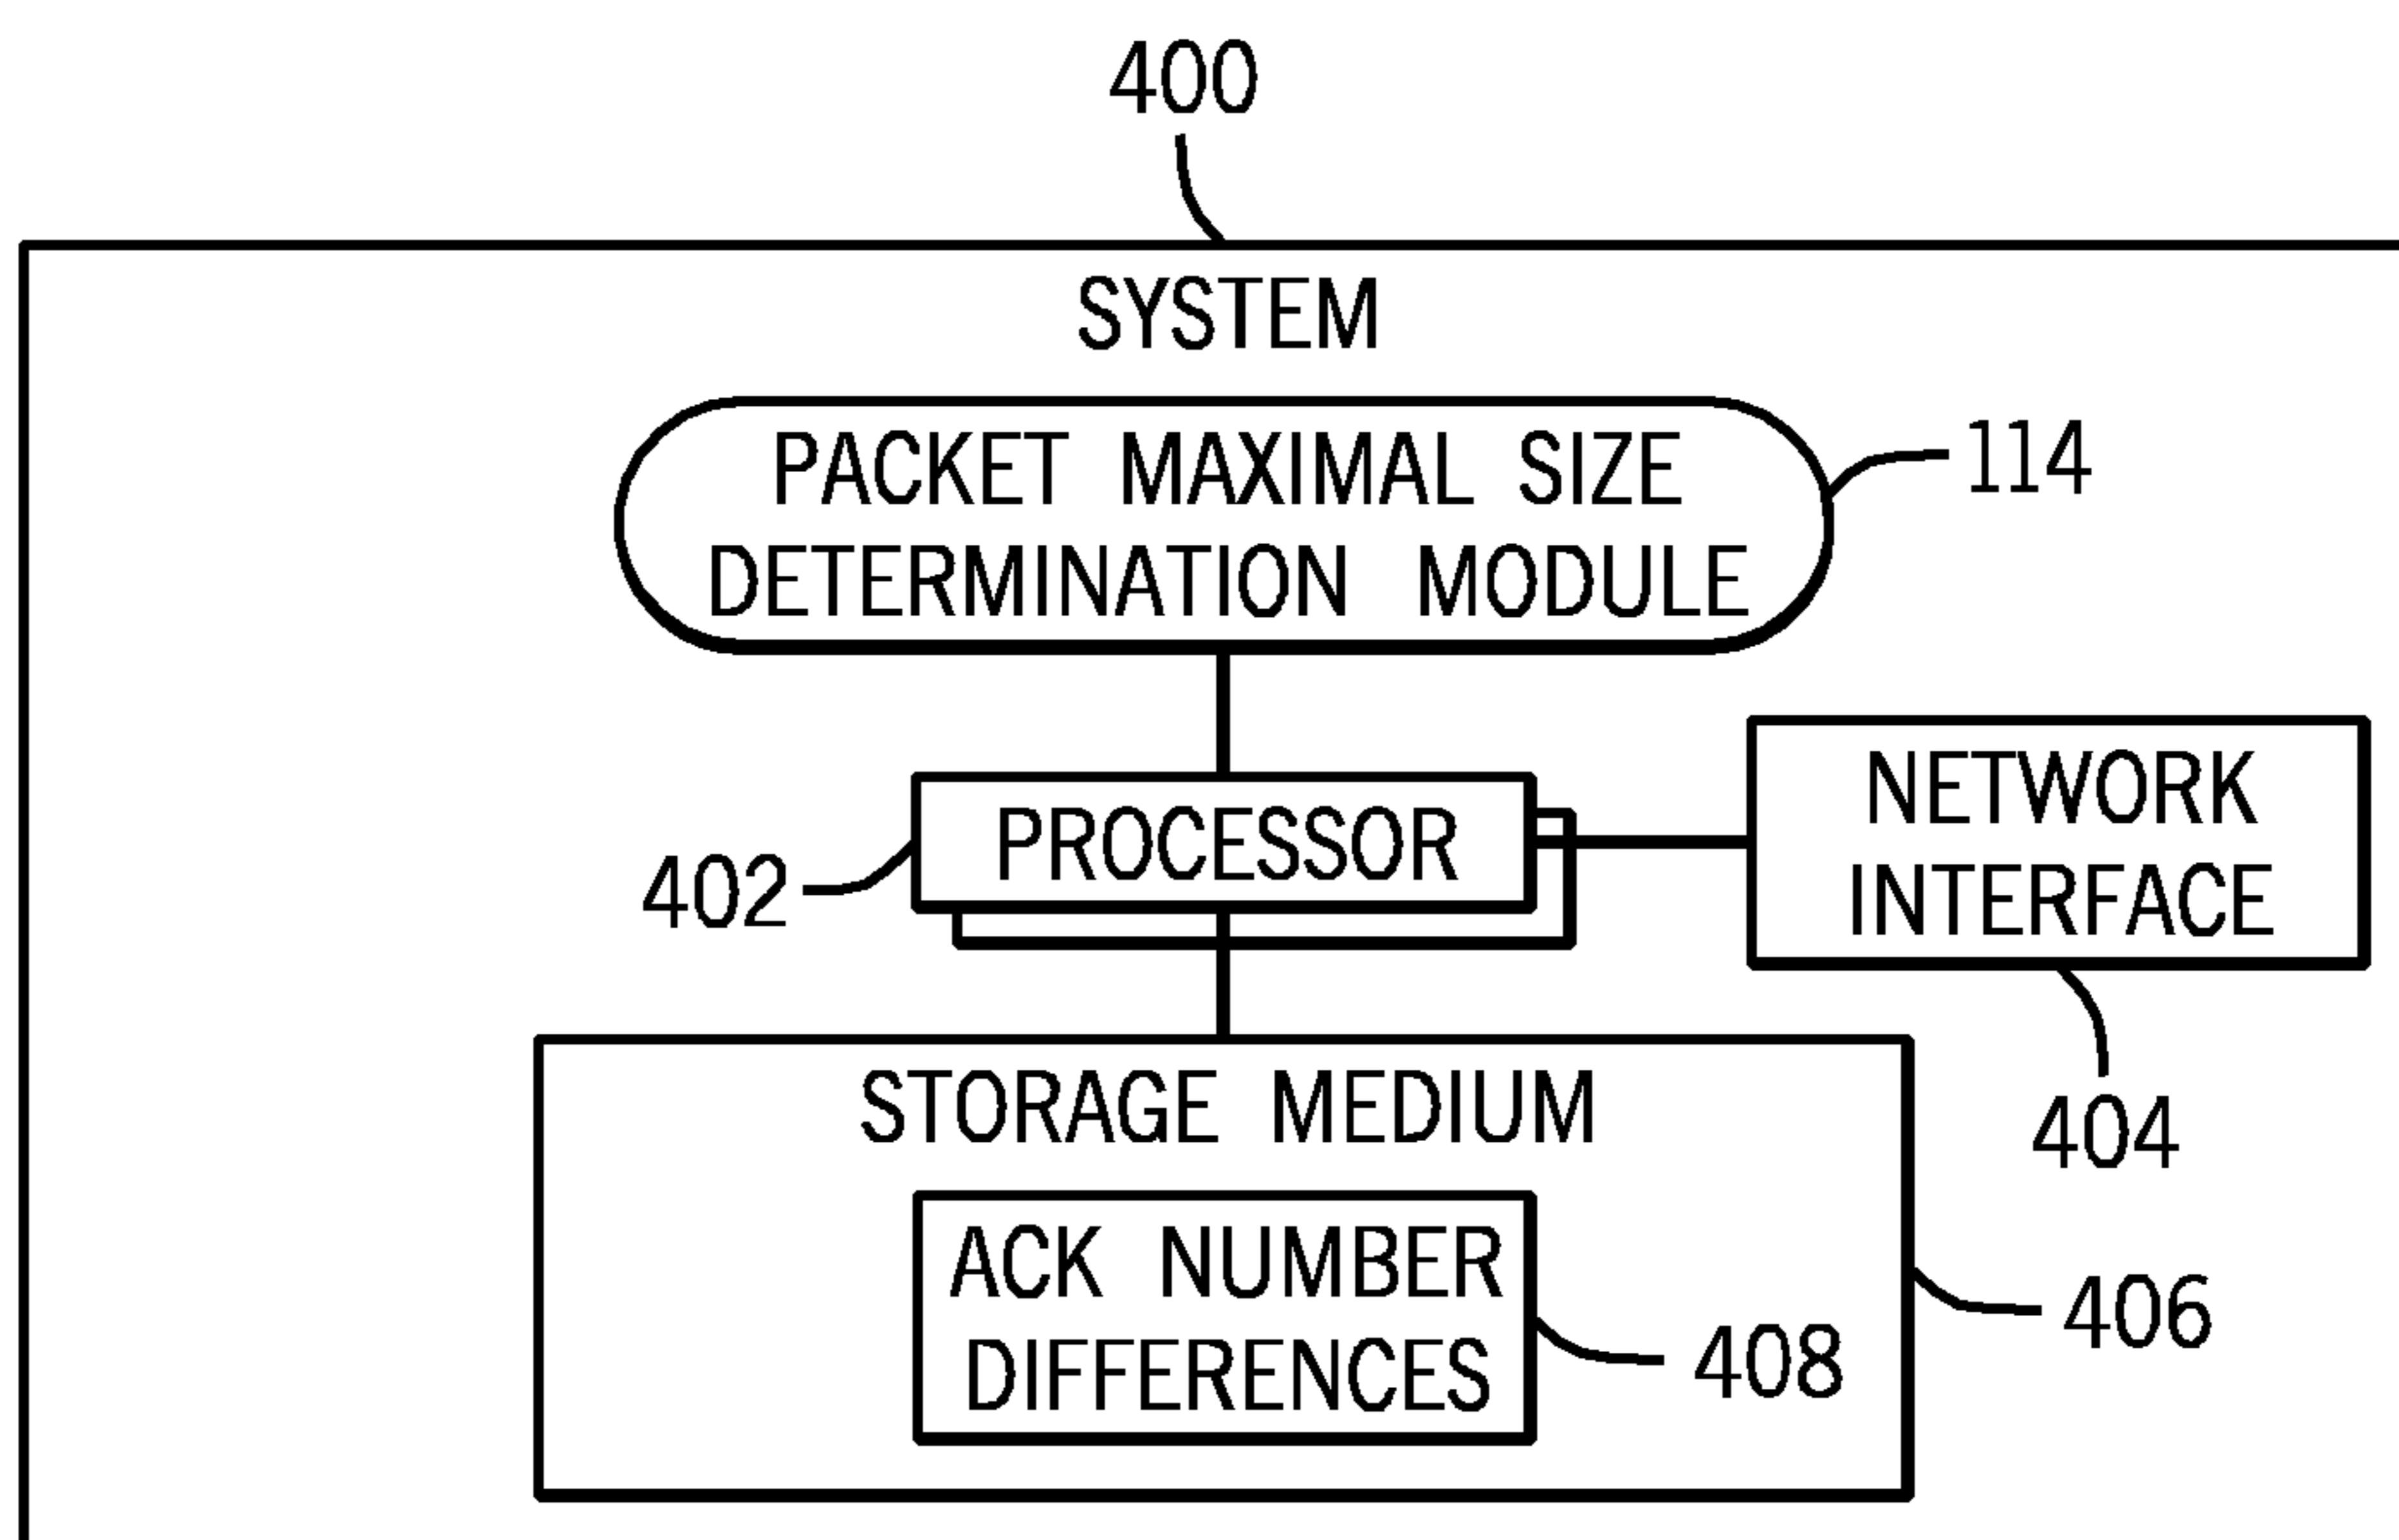 400
SYSTEM
PACKET MAXIMAL SIZE
DETERMINATION MODULE
114
PROCESSOR
402
NETWORK
INTERFACE
404
STORAGE MEDIUM
ACK NUMBER
DIFFERENCES
408
406